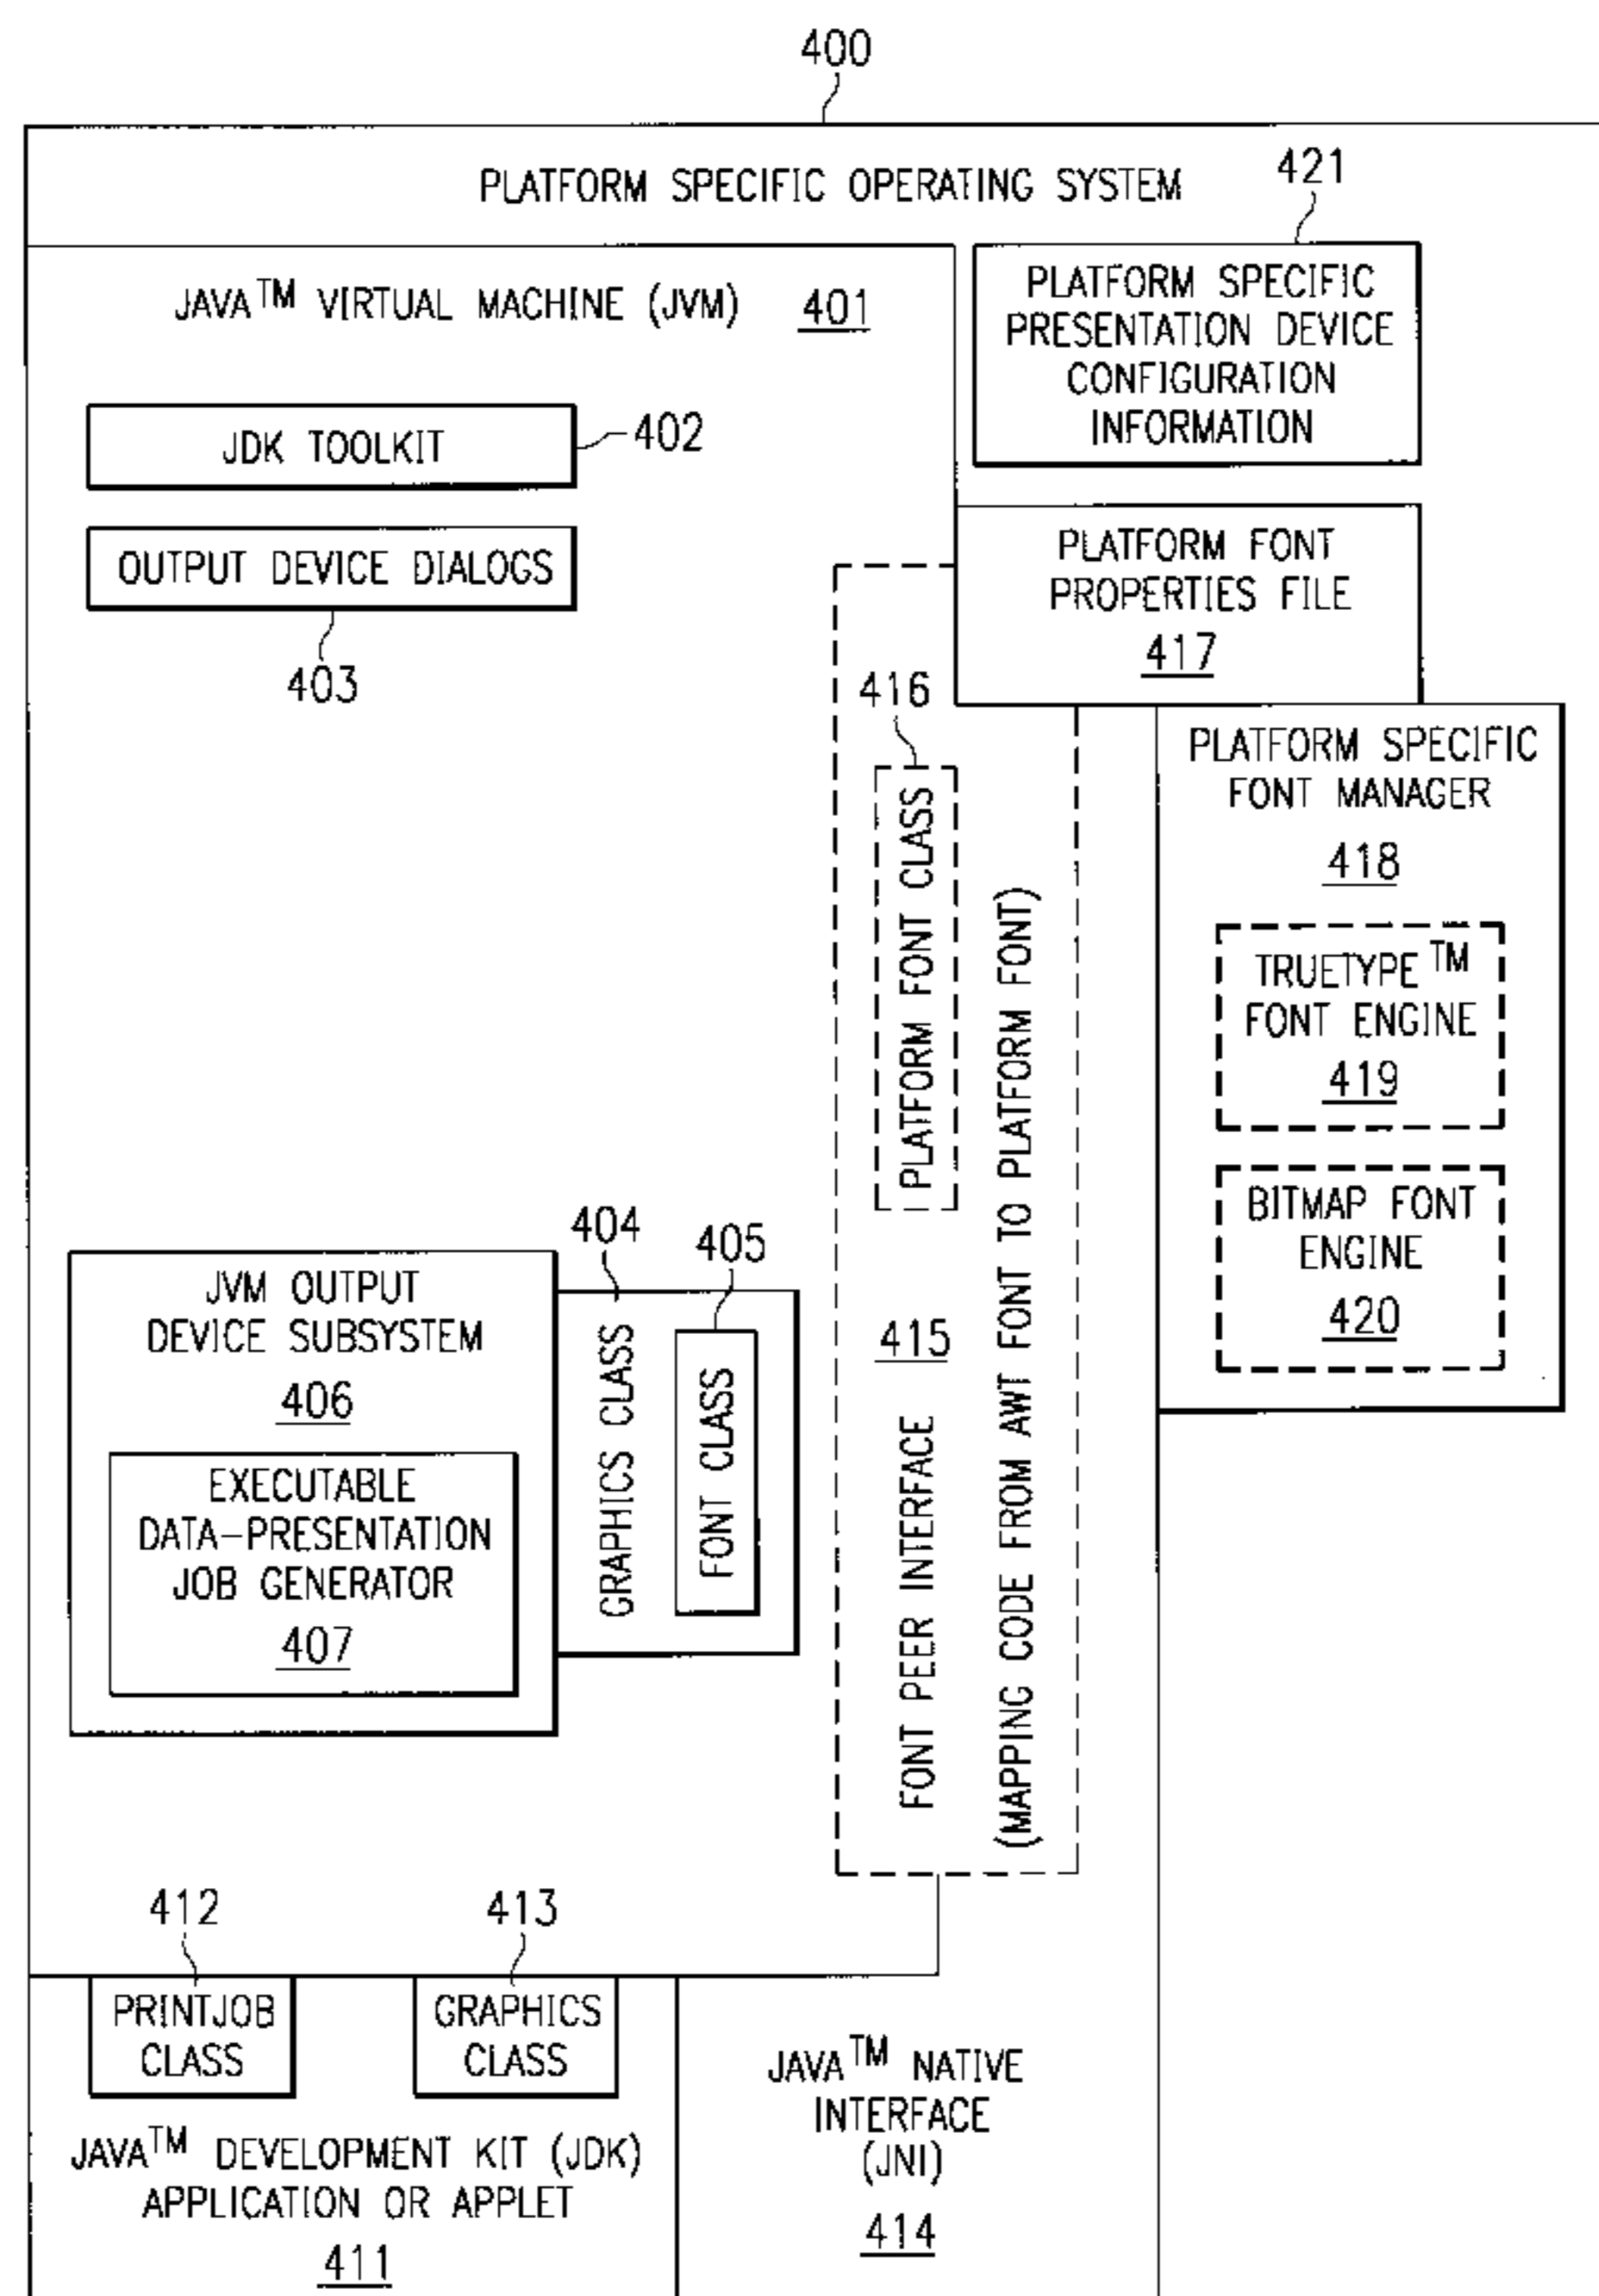 400
PLATFORM SPECIFIC OPERATING SYSTEM
421
JAVA™ VIRTUAL MACHINE (JVM) 401
PLATFORM SPECIFIC
PRESENTATION DEVICE
CONFIGURATION
INFORMATION
JDK TOOLKIT
402
OUTPUT DEVICE DIALOGS
403
PLATFORM FONT
PROPERTIES FILE
417
416
PLATFORM FONT CLASS
PLATFORM SPECIFIC
FONT MANAGER
418
TRUETYPE™
FONT ENGINE
419
BITMAP FONT
ENGINE
420
404
405
JVM OUTPUT
DEVICE SUBSYSTEM
406
EXECUTABLE
DATA-PRESENTATION
JOB GENERATOR
407
GRAPHICS CLASS
FONT CLASS
415
FONT PEER INTERFACE
(MAPPING CODE FROM AWT FONT TO PLATFORM FONT)
412
413
PRINTJOB
CLASS
GRAPHICS
CLASS
JAVA™ DEVELOPMENT KIT (JDK)
APPLICATION OR APPLET
411
JAVA™ NATIVE
INTERFACE
(JNI)
414